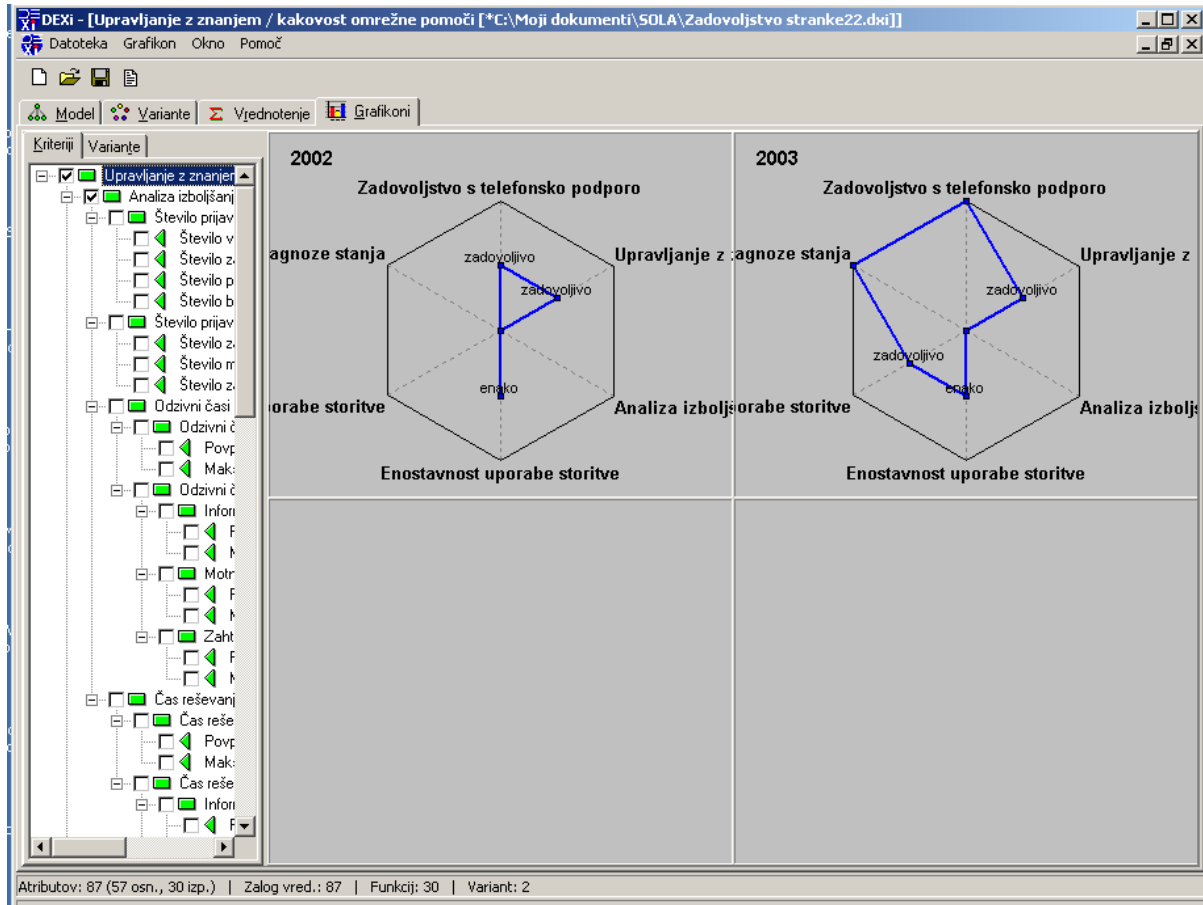 DEXi - [Upravljanje z znanjem / kakovost omrežne pomoči [*C:\Moji dokumenti\SOLA\Zadovoljstvo stranke22.dxi]]
Datoteka Grafikon Okno Pomoč
Model Variante Vrednotenje Grafikoni
Kriteriji Variante
Upravljanje z znanjem
Analiza izboljšanj
Število prijav
Število v
Število za
Število p
Število b
Število prijav
Število za
Število m
Število za
Odzivni časi
Odzivni č
Povp
Maks
Odzivni č
Infor
P
M
Motn
P
M
Zaht
P
M
Čas reševanj
Čas reše
Povp
Maks
Čas reše
Infor
P
2002
Zadovoljstvo s telefonsko podporo
agnoze stanja
Upravljanje z
zadovoljivo
zadovoljivo
enako
orabe storitve
Analiza izboljš
Enostavnost uporabe storitve
2003
Zadovoljstvo s telefonsko podporo
agnoze stanja
Upravljanje z
zadovoljivo
zadovoljivo
enako
orabe storitve
Analiza izboljš
Enostavnost uporabe storitve
Atributov: 87 (57 osn., 30 izp.) | Zalog vred.: 87 | Funkcij: 30 | Variant: 2